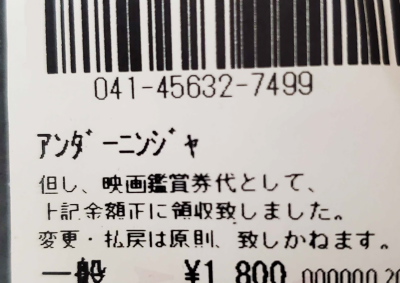 041-45632-7499
アンダーニンジャ
但し、映画鑑賞券代として、
上記金額正に領収致しました。
変更・払戻は原則、致しかねます。
一般 ¥1,800 000000,20